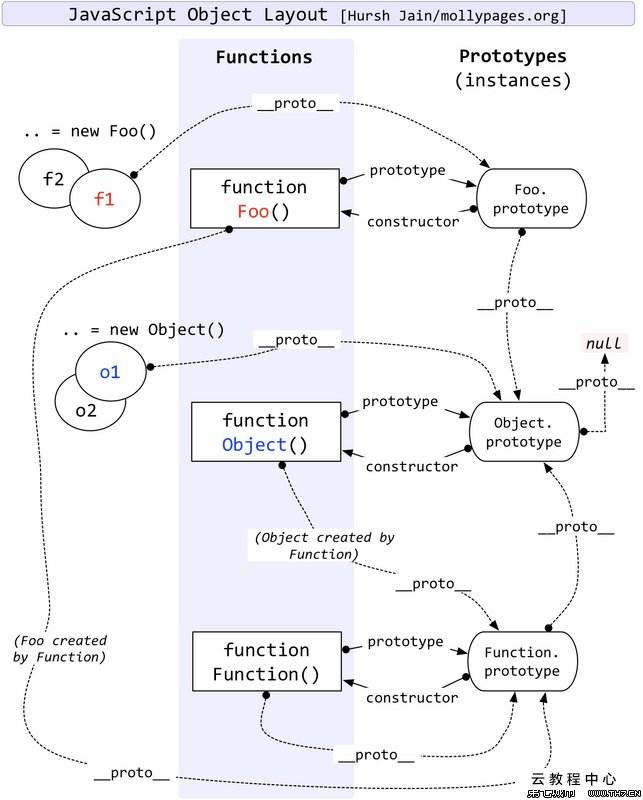 JavaScript Object Layout [Hursh Jain/mollypages.org]
Functions
Prototypes
(instances)
__proto__
.. = new Foo()
f2
f1
function
Foo()
prototype
constructor
Foo.
prototype
__proto__
.. = new Object()
__proto__
null
__proto__
o1
o2
function
Object()
prototype
constructor
Object.
prototype
(Object created by
Function)
__proto__
__proto__
(Foo created
by Function)
function
Function()
prototype
constructor
Function.
prototype
__proto__
__proto__
云教程中心
WWW.TH7.CN